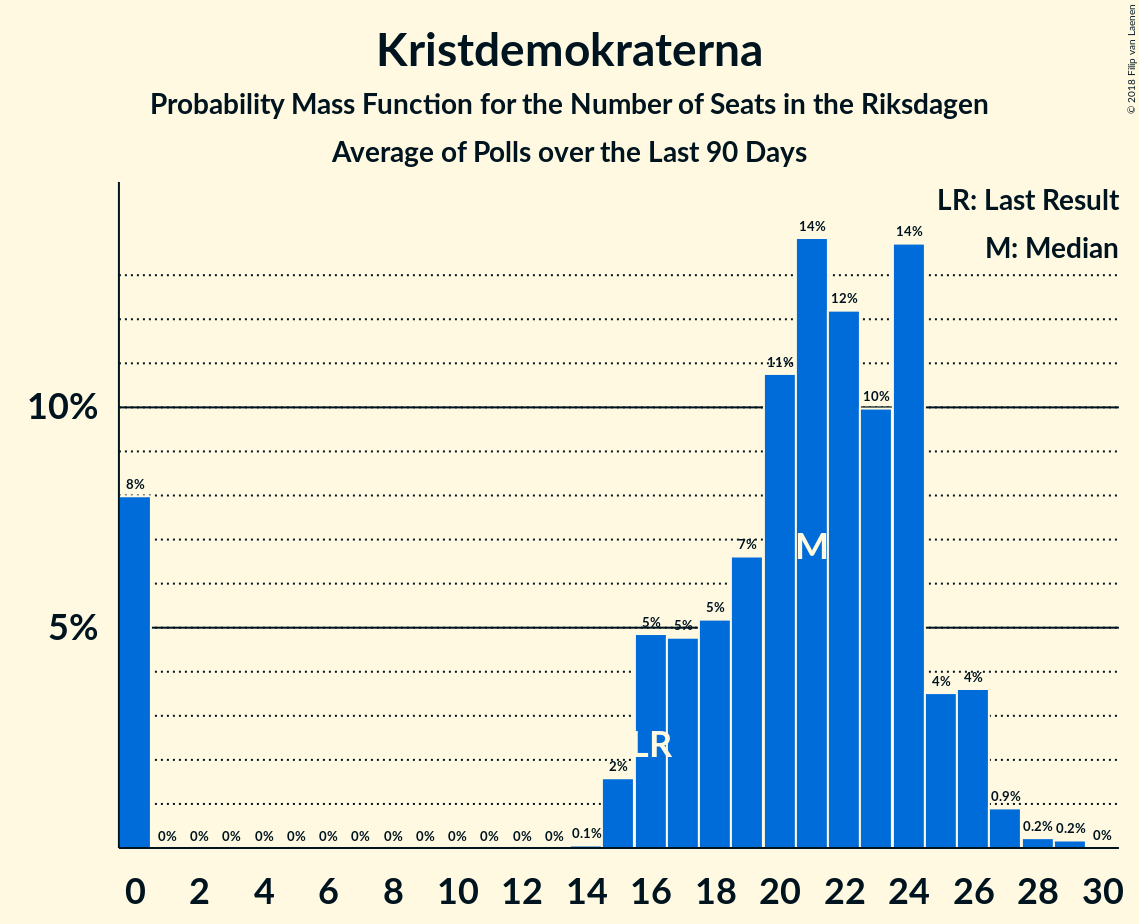 Kristdemokraterna
Probability Mass Function for the Number of Seats in the Riksdagen
Average of Polls over the Last 90 Days
© 2018 Filip van Laenen
LR: Last Result
M: Median
10%
5%
8% 0% 0% 0% 0% 0% 0% 0% 0% 0% 0% 0% 0% 0% 0.1% 2% 5% 5% 5% 7% 11% 14% 12% 10% 14% 4% 4% 0.9% 0.2% 0.2% 0%
M
LR
0 2 4 6 8 10 12 14 16 18 20 22 24 26 28 30